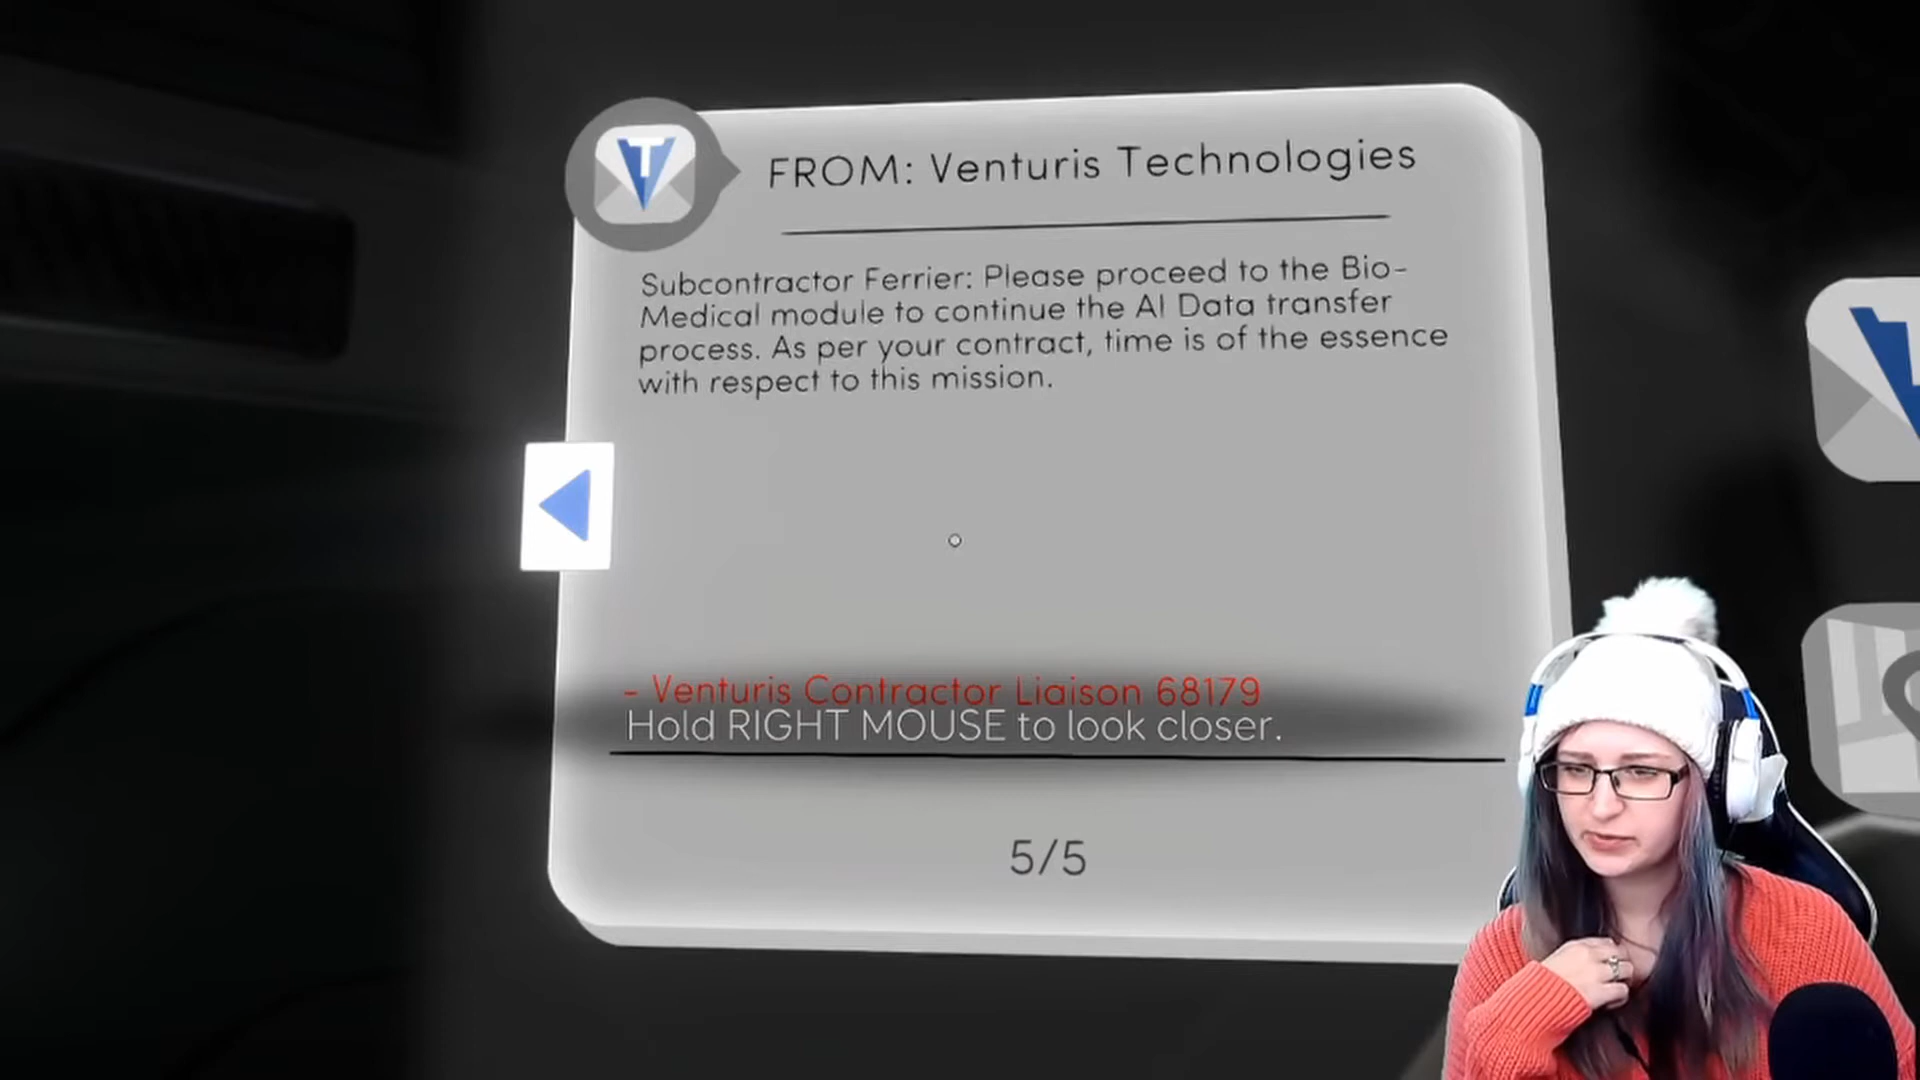 T
FROM: Venturis Technologies
Subcontractor Ferrier: Please proceed to the Bio-
Medical module to continue the AI Data transfer
process. As per your contract, time is of the essence
with respect to this mission.
- Venturis Contractor Liaison 68179
Hold RIGHT MOUSE to look closer.
5/5